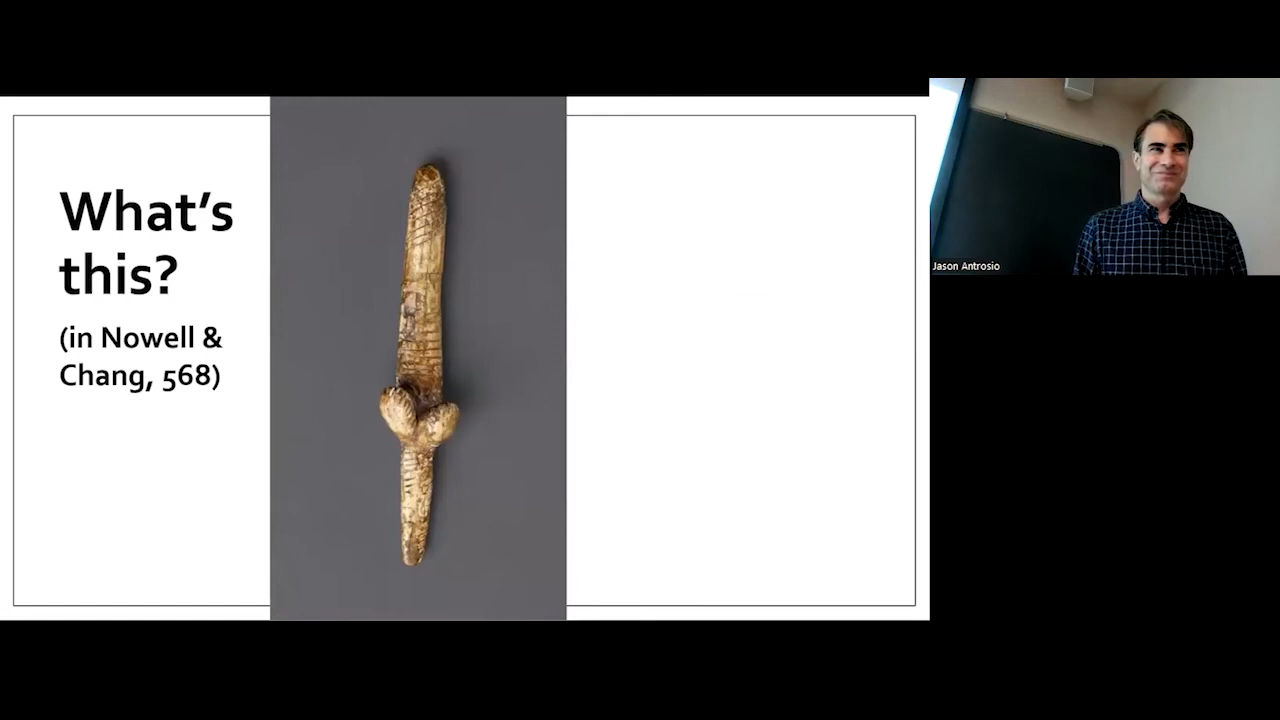 What's
this?
(in Nowell &
Chang, 568)
Jason Antrosio